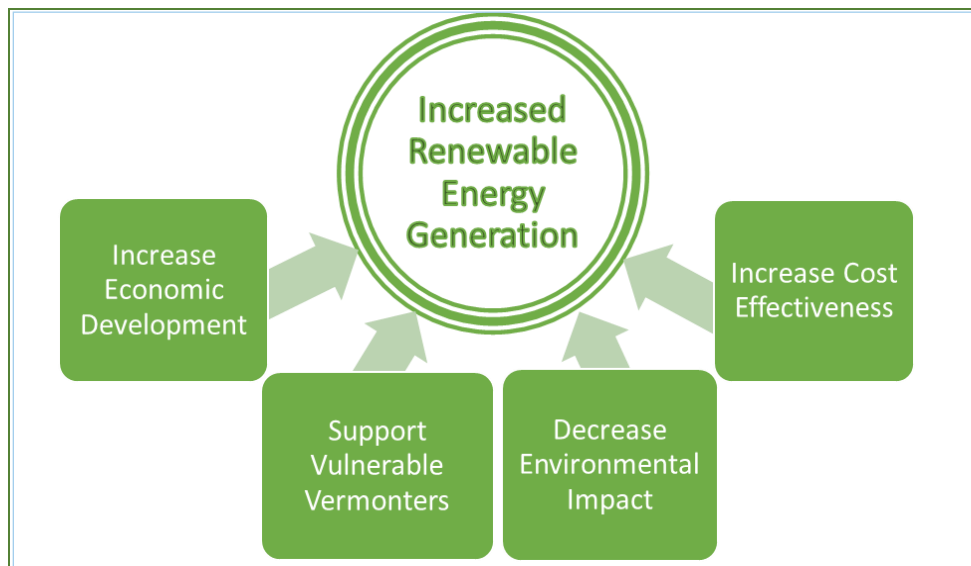 Increased
Renewable
Energy
Generation
Increase
Economic
Development
Support
Vulnerable
Vermonters
Decrease
Environmental
Impact
Increase Cost
Effectiveness